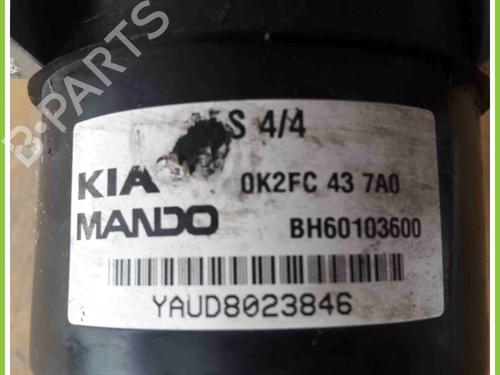 B-PARTS
S 4/4
KIA 0K2FC 43 7A0
MANDO BH60103600
YAUD8023846